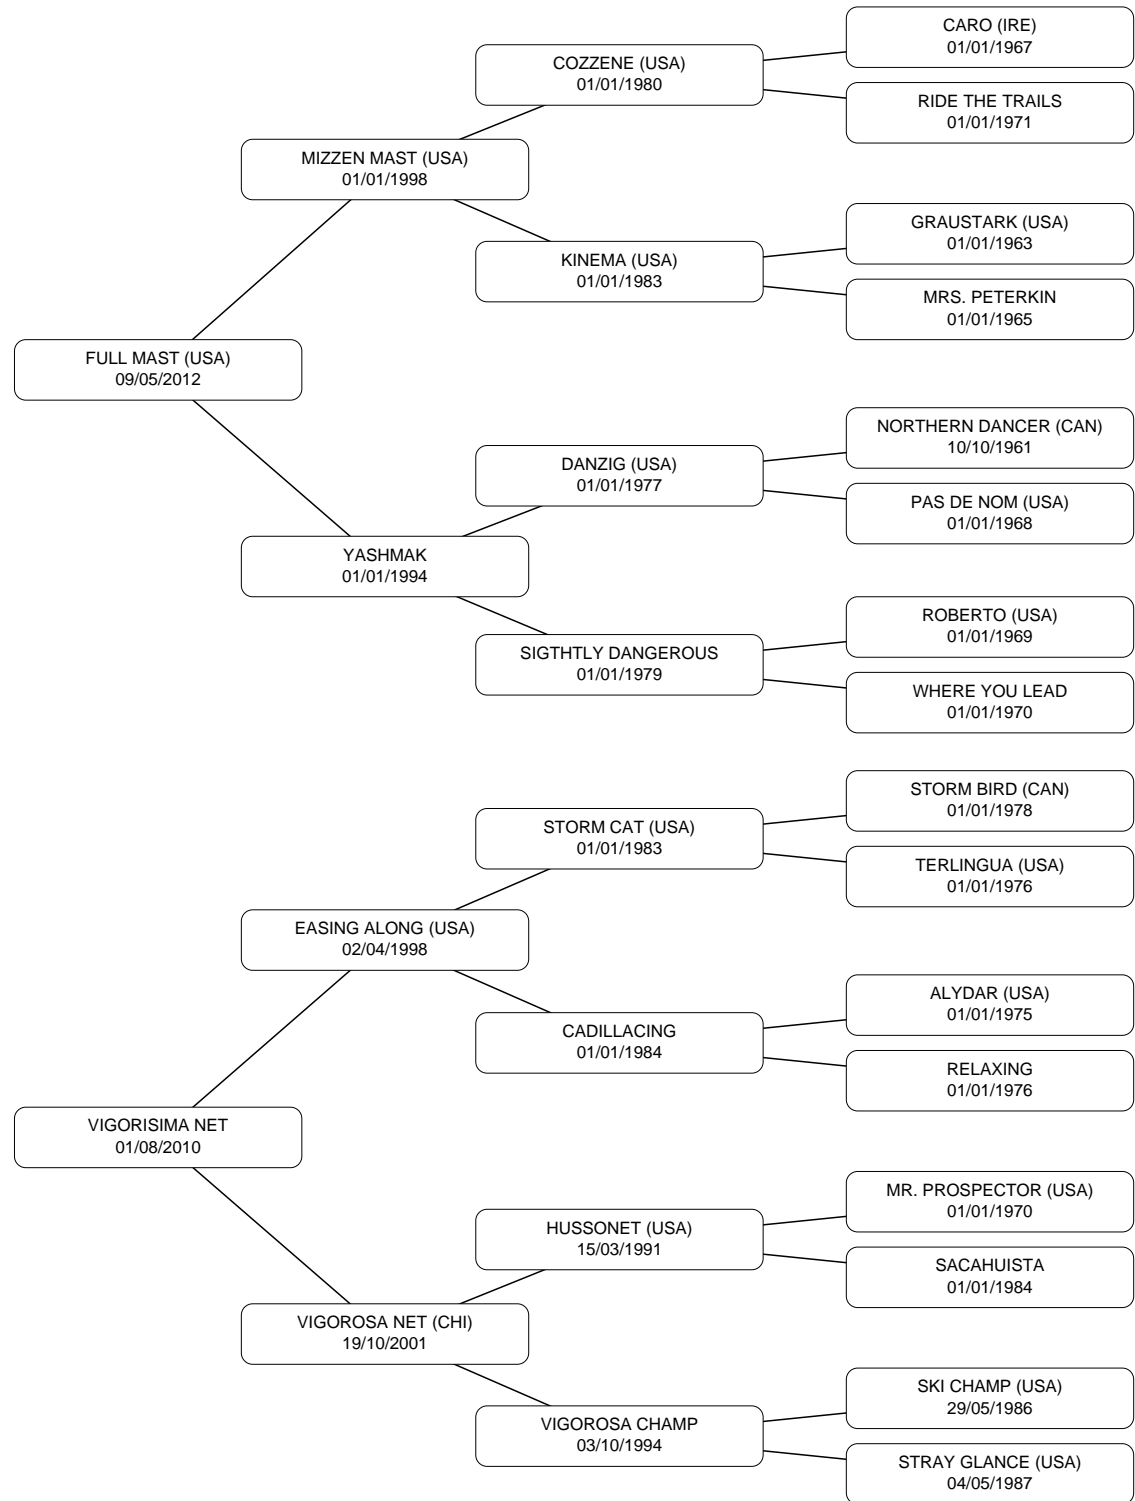 CARO (IRE)
01/01/1967
COZZENE (USA)
01/01/1980
RIDE THE TRAILS
01/01/1971
MIZZEN MAST (USA)
01/01/1998
GRAUSTARK (USA)
01/01/1963
KINEMA (USA)
01/01/1983
MRS. PETERKIN
01/01/1965
FULL MAST (USA)
09/05/2012
NORTHERN DANCER (CAN)
10/10/1961
DANZIG (USA)
01/01/1977
PAS DE NOM (USA)
01/01/1968
YASHMAK
01/01/1994
ROBERTO (USA)
01/01/1969
SIGTHTLY DANGEROUS
01/01/1979
WHERE YOU LEAD
01/01/1970
STORM BIRD (CAN)
01/01/1978
STORM CAT (USA)
01/01/1983
TERLINGUA (USA)
01/01/1976
EASING ALONG (USA)
02/04/1998
ALYDAR (USA)
01/01/1975
CADILLACING
01/01/1984
RELAXING
01/01/1976
VIGORISIMA NET
01/08/2010
MR. PROSPECTOR (USA)
01/01/1970
HUSSONET (USA)
15/03/1991
SACAHUISTA
01/01/1984
VIGOROSA NET (CHI)
19/10/2001
SKI CHAMP (USA)
29/05/1986
VIGOROSA CHAMP
03/10/1994
STRAY GLANCE (USA)
04/05/1987